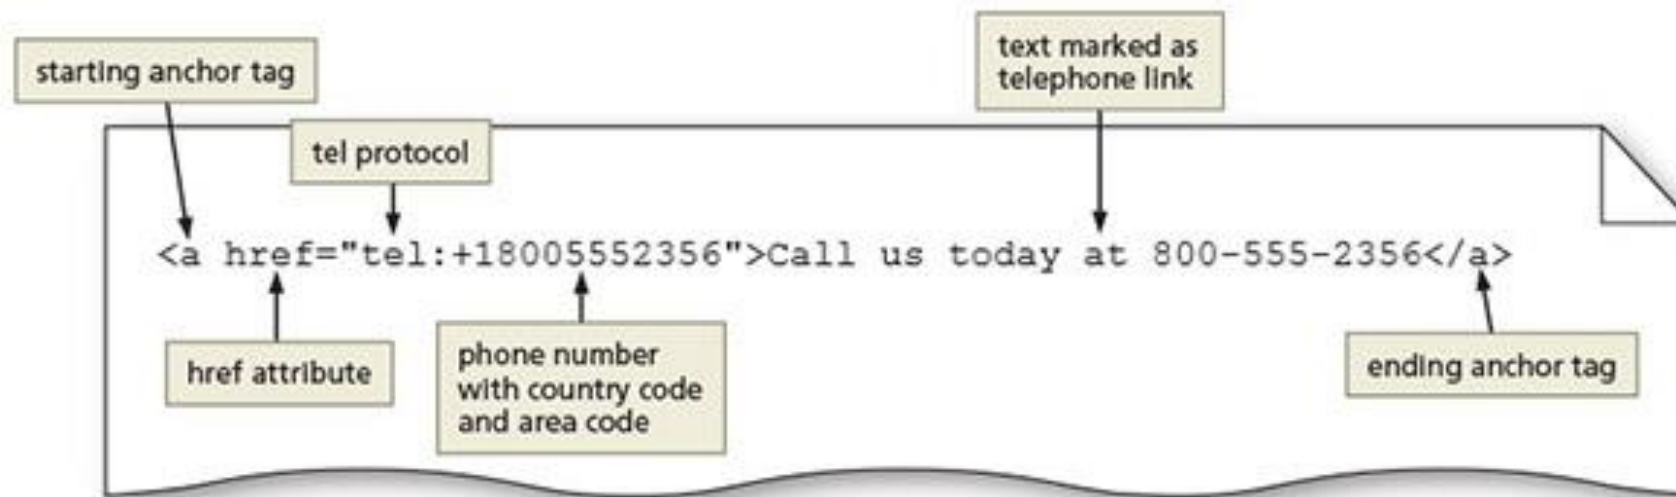 text marked as
telephone link
starting anchor tag
tel protocol
<a href="tel:+18005552356">Call us today at 800-555-2356</a>
href attribute
phone number
with country code
and area code
ending anchor tag